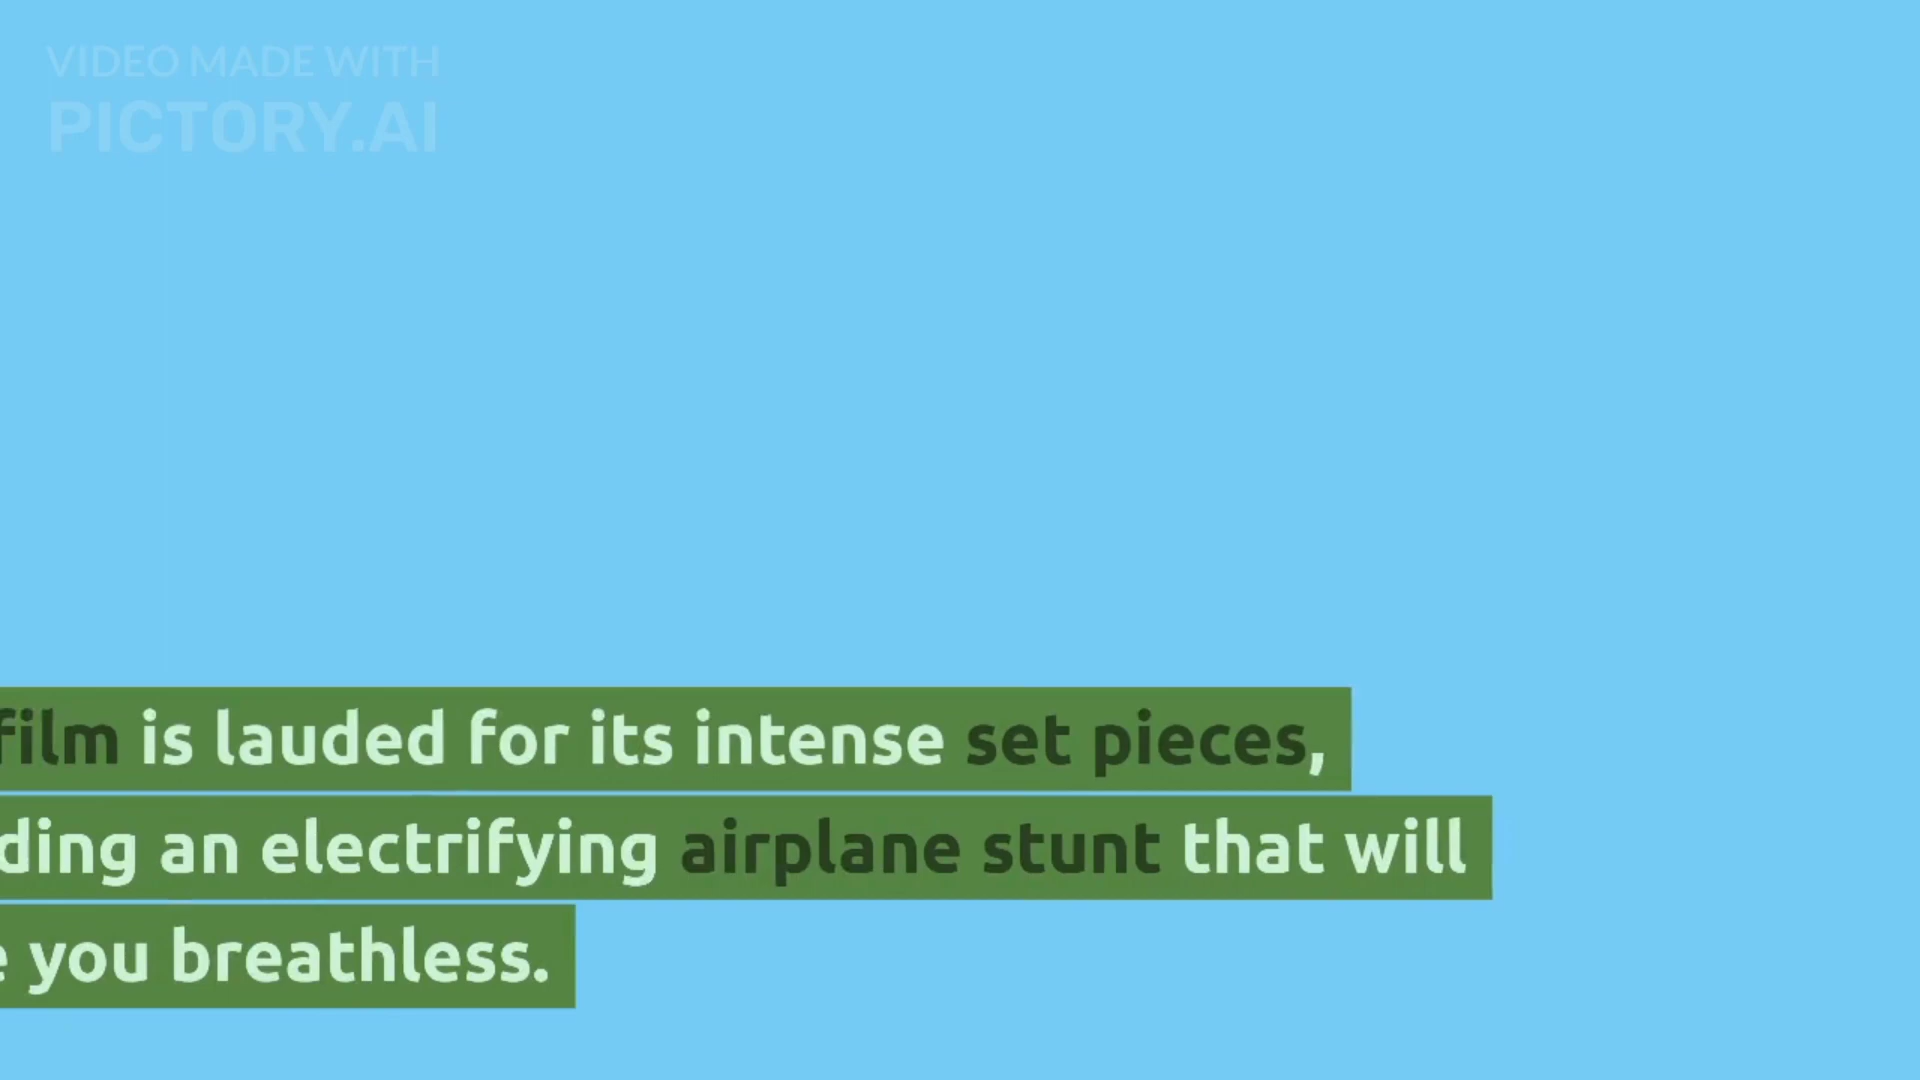 VIDEO MADE WITH
PICTORY.AI
film is lauded for its intense set pieces,
ding an electrifying airplane stunt that will
e you breathless.